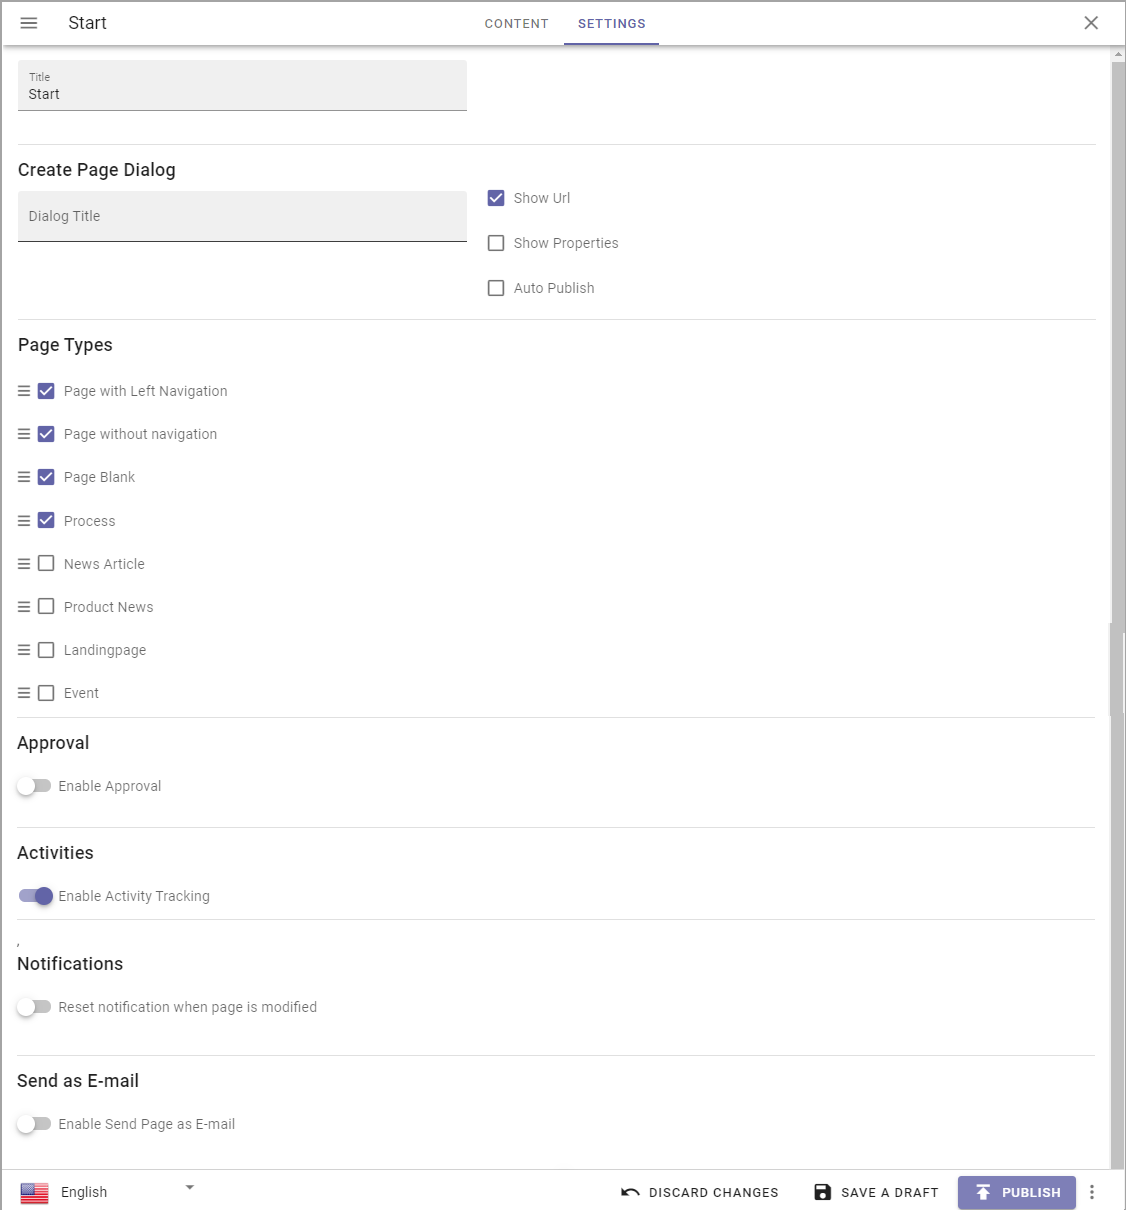 Start
CONTENT
SETTINGS
Title
Start
Create Page Dialog
Dialog Title
Show Url
Show Properties
Auto Publish
Page Types
Page with Left Navigation
Page without navigation
Page Blank
Process
News Article
Product News
Landingpage
Event
Approval
Enable Approval
Activities
Enable Activity Tracking
,
Notifications
Reset notification when page is modified
Send as E-mail
Enable Send Page as E-mail
English
DISCARD CHANGES
SAVE A DRAFT
PUBLISH